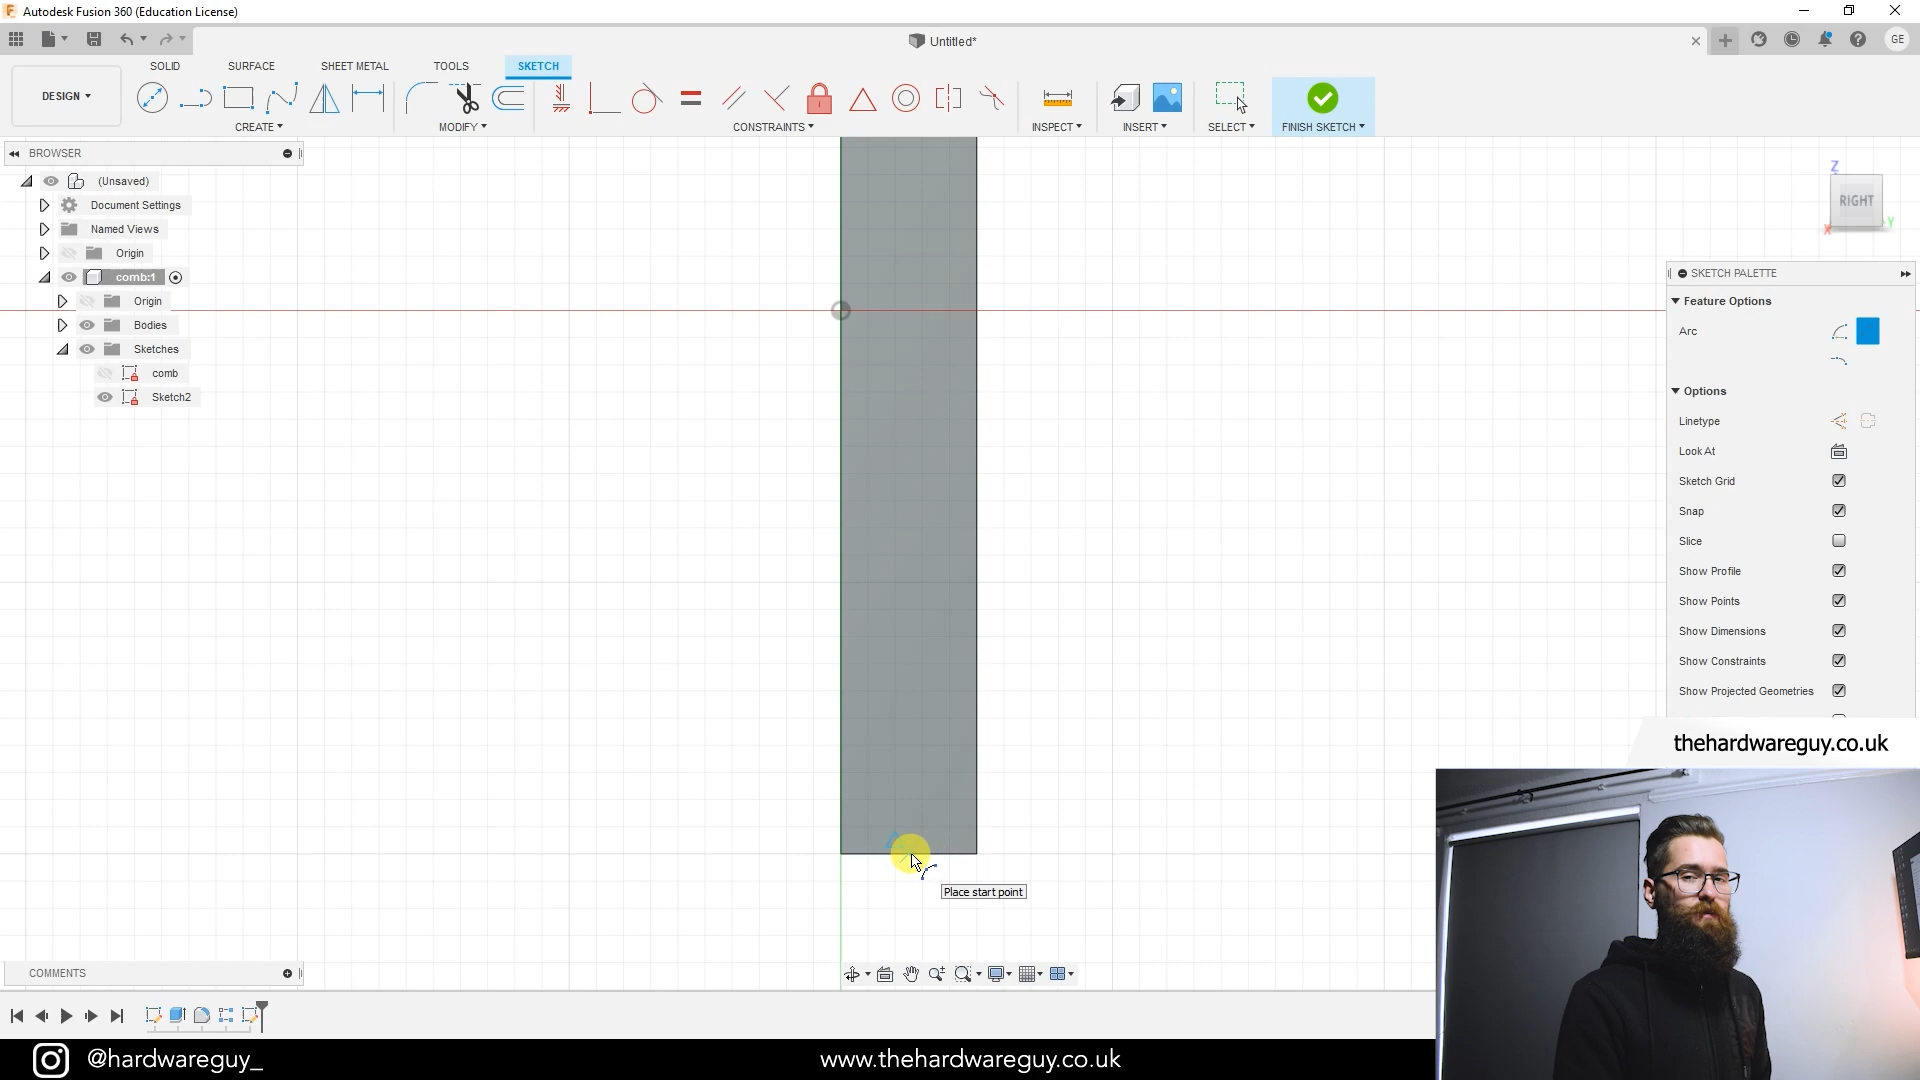 Autodesk Fusion 360 (Education License)
Untitled*
GE
SOLID
SURFACE
SHEET METAL
TOOLS
SKETCH
DESIGN
CREATE
MODIFY
CONSTRAINTS
INSPECT
INSERT
SELECT
FINISH SKETCH
BROWSER
(Unsaved)
Document Settings
Named Views
Origin
comb:1
Origin
Bodies
Sketches
comb
Sketch2
Z
RIGHT
Y
X
SKETCH PALETTE
Feature Options
Arc
Options
Linetype
Look At
Sketch Grid
Snap
Slice
Show Profile
Show Points
Show Dimensions
Show Constraints
Show Projected Geometries
thehardwareguy.co.uk
Place start point
COMMENTS
@hardwareguy_
www.thehardwareguy.co.uk